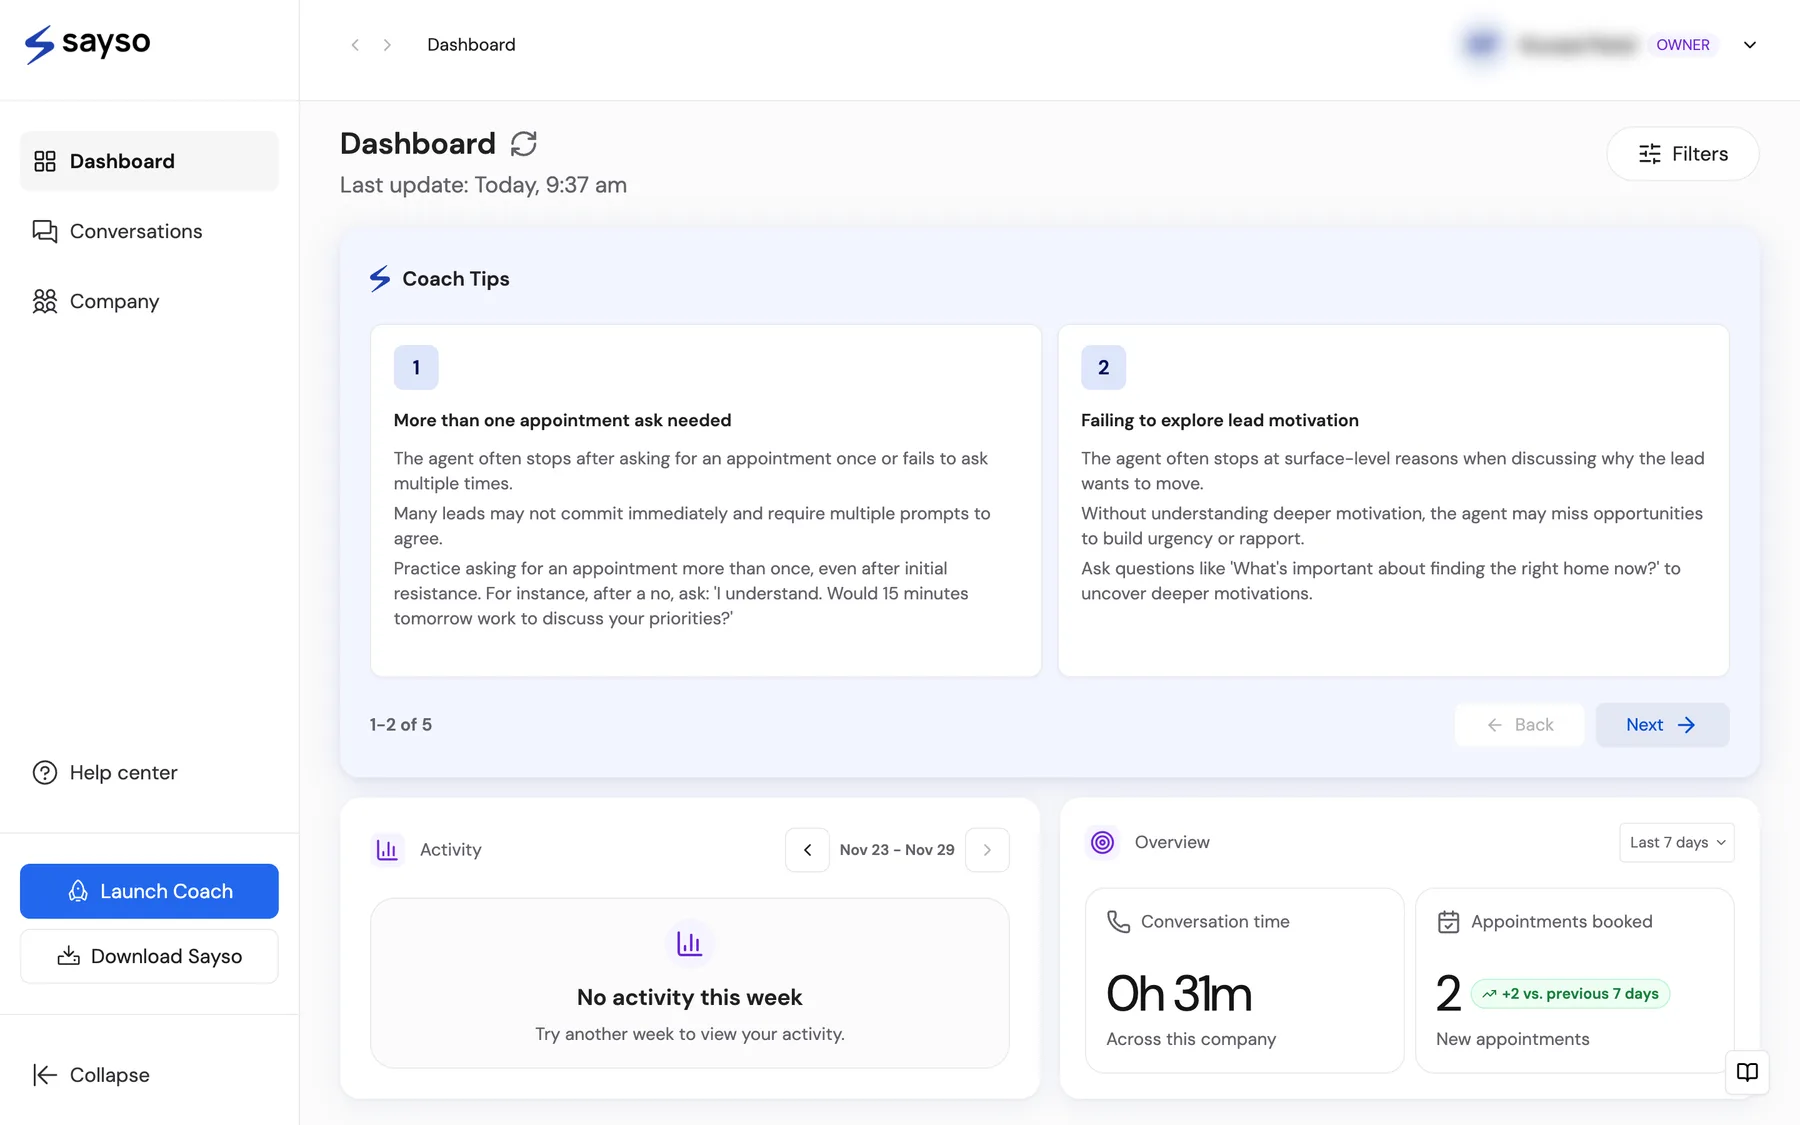 sayso
Dashboard
OWNER
Dashboard
Conversations
Company
Help center
Launch Coach
Download Sayso
Collapse
Dashboard
Last update: Today, 9:37 am
Filters
Coach Tips
1
More than one appointment ask needed
The agent often stops after asking for an appointment once or fails to ask
multiple times.
Many leads may not commit immediately and require multiple prompts to
agree.
Practice asking for an appointment more than once, even after initial
resistance. For instance, after a no, ask: 'I understand. Would 15 minutes
tomorrow work to discuss your priorities?'
2
Failing to explore lead motivation
The agent often stops at surface-level reasons when discussing why the lead
wants to move.
Without understanding deeper motivation, the agent may miss opportunities
to build urgency or rapport.
Ask questions like 'What's important about finding the right home now?' to
uncover deeper motivations.
1-2 of 5
Back
Next
Activity
Nov 23 - Nov 29
No activity this week
Try another week to view your activity.
Overview
Last 7 days
Conversation time
0h 31m
Across this company
Appointments booked
2
+2 vs. previous 7 days
New appointments